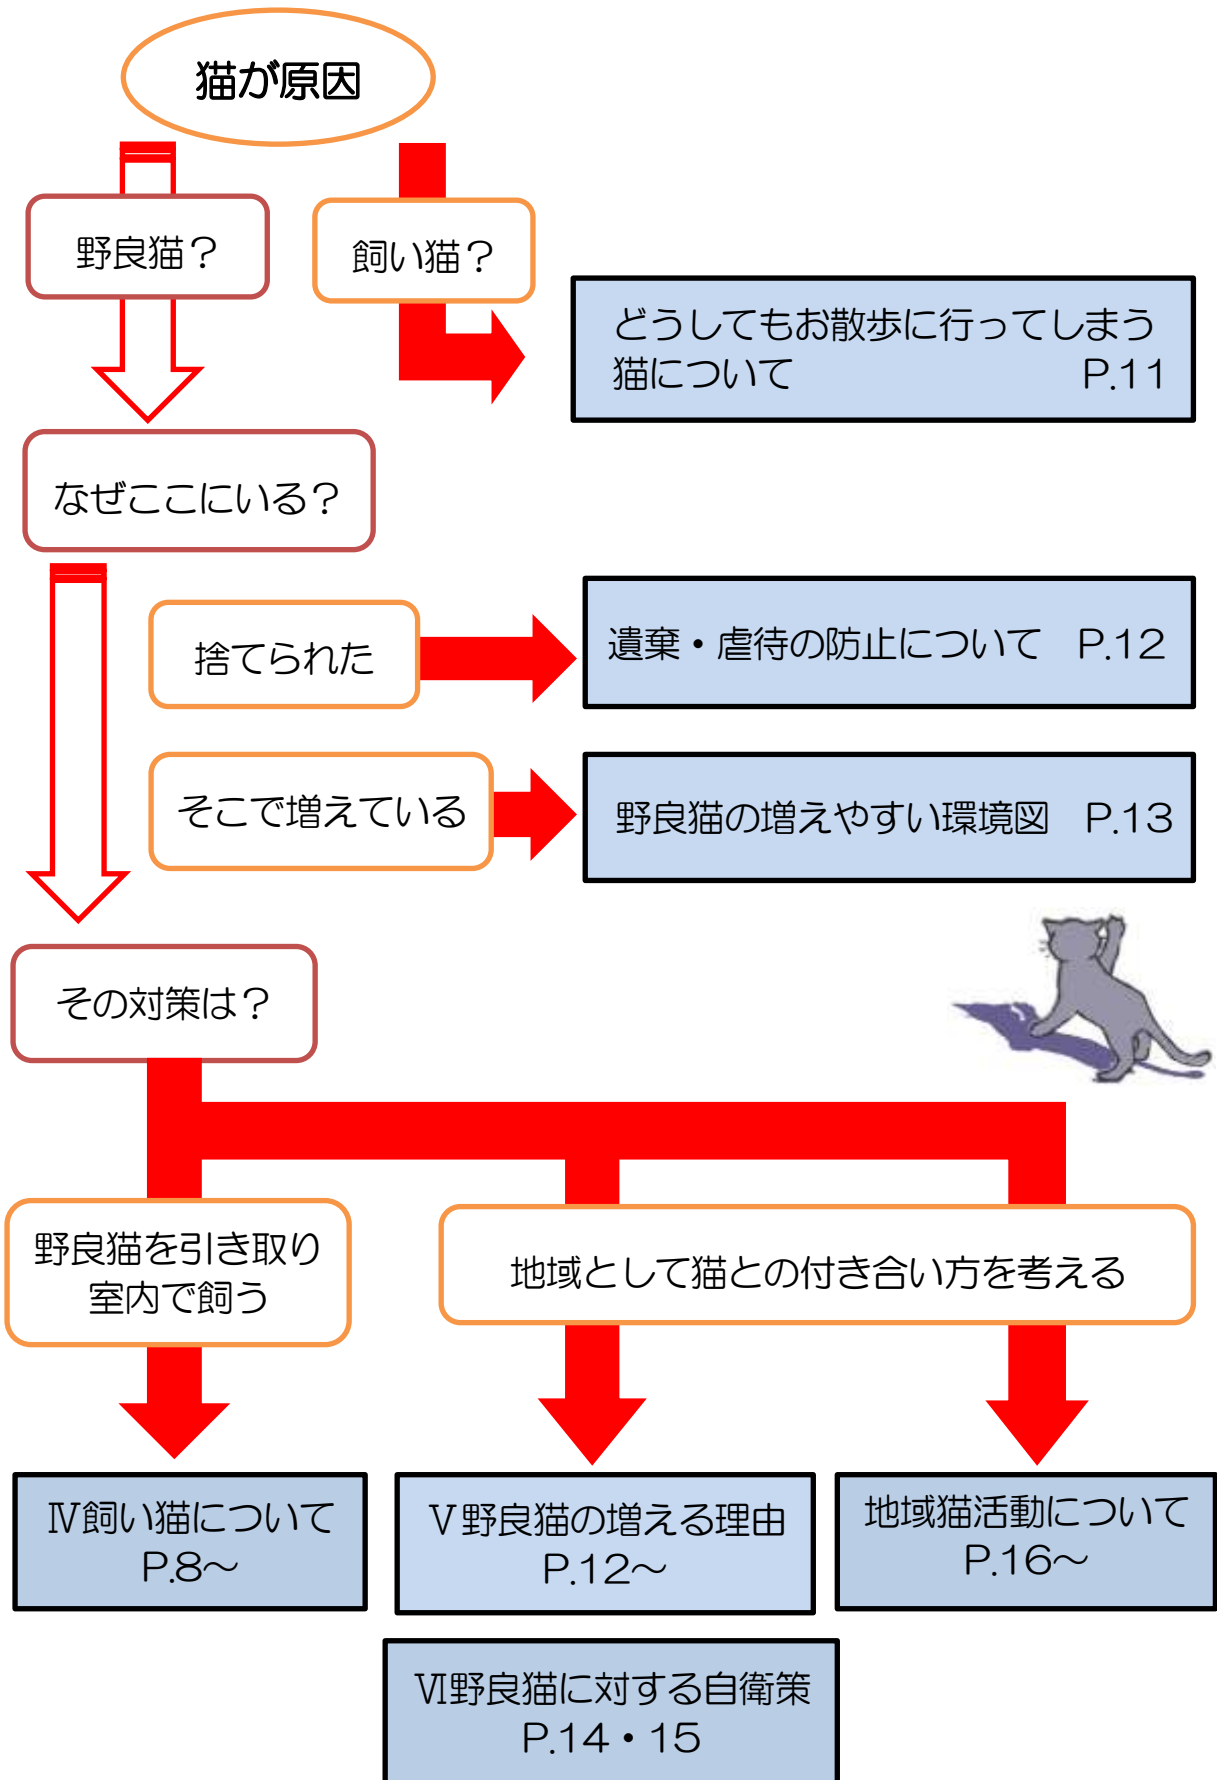 猫が原因
野良猫？
飼い猫？
どうしてもお散歩に行ってしまう
猫について P.11
なぜここにいる？
捨てられた
遺棄・虐待の防止について P.12
そこで増えている
野良猫の増えやすい環境図 P.13
その対策は？
野良猫を引き取り
室内で飼う
地域として猫との付き合い方を考える
Ⅳ飼い猫について
P.8～
Ⅴ野良猫の増える理由
P.12～
地域猫活動について
P.16～
Ⅵ野良猫に対する自衛策
P.14・15